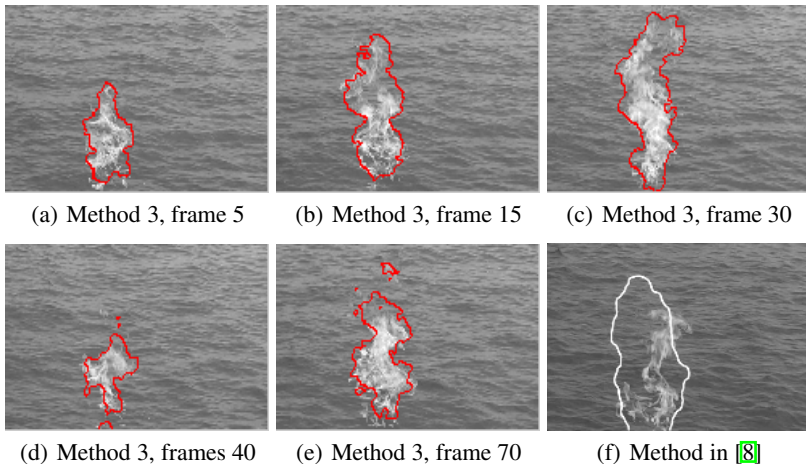 (a) Method 3, frame 5
(b) Method 3, frame 15
(c) Method 3, frame 30
(d) Method 3, frames 40
(e) Method 3, frame 70
(f) Method in [8]